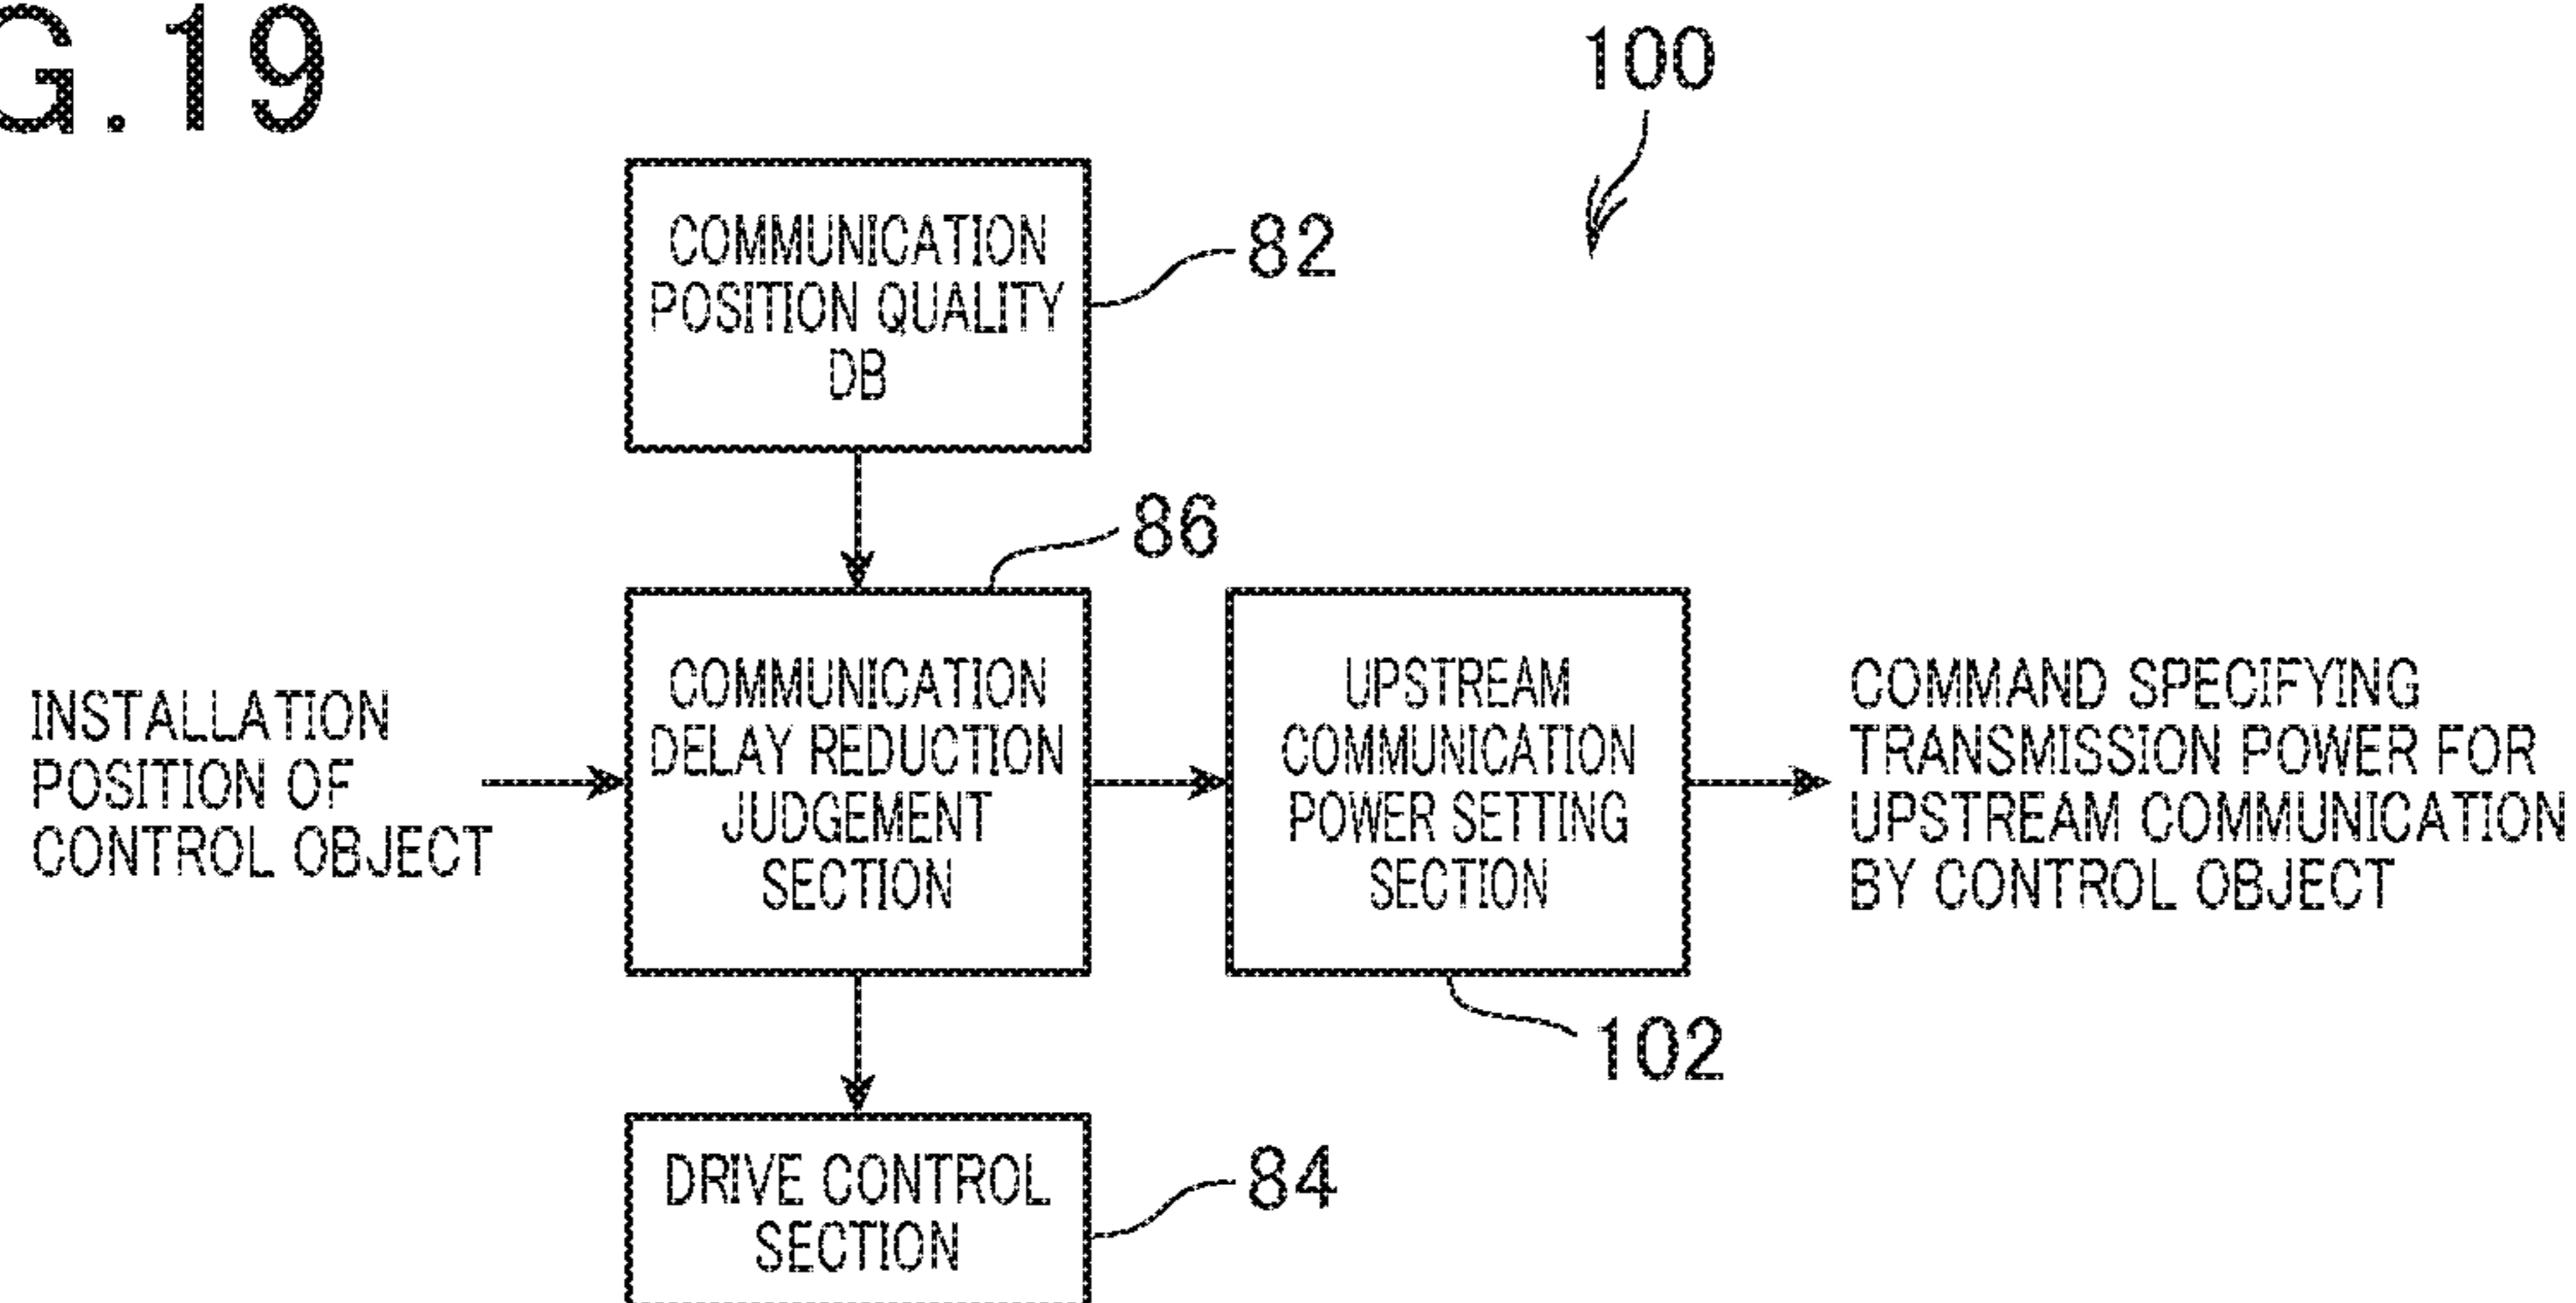 G.19
100
COMMUNICATION
POSITION QUALITY
DB
82
86
INSTALLATION
POSITION OF
CONTROL OBJECT
COMMUNICATION
DELAY REDUCTION
JUDGEMENT
SECTION
UPSTREAM
COMMUNICATION
POWER SETTING
SECTION
COMMAND SPECIFYING
TRANSMISSION POWER FOR
UPSTREAM COMMUNICATION
BY CONTROL OBJECT
102
DRIVE CONTROL
SECTION
84